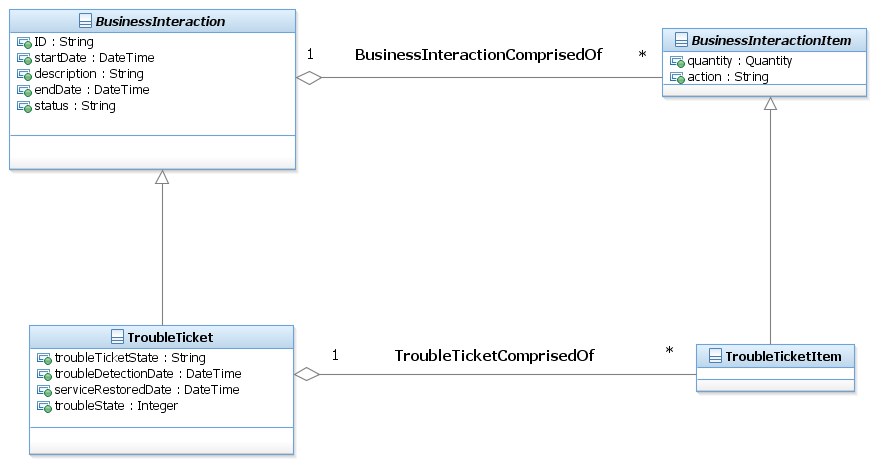 BusinessInteraction
ID : String
startDate : DateTime
description : String
endDate : DateTime
status : String
1
BusinessInteractionComprisedOf
*
BusinessInteractionItem
quantity : Quantity
action : String
TroubleTicket
troubleTicketState : String
troubleDetectionDate : DateTime
serviceRestoredDate : DateTime
troubleState : Integer
1
TroubleTicketComprisedOf
*
TroubleTicketItem